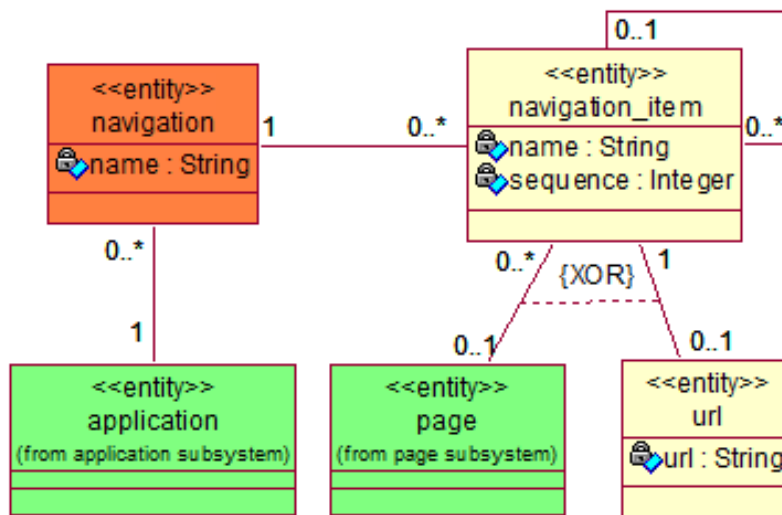 0..1
<<entity>>
navigation_item
name : String
sequence : Integer
0..*
<<entity>>
navigation
name : String
1
0..*
0..*
1
0..*
{XOR}
1
0..1
0..1
<<entity>>
application
(from application subsystem)
<<entity>>
page
(from page subsystem)
<<entity>>
url
url : String